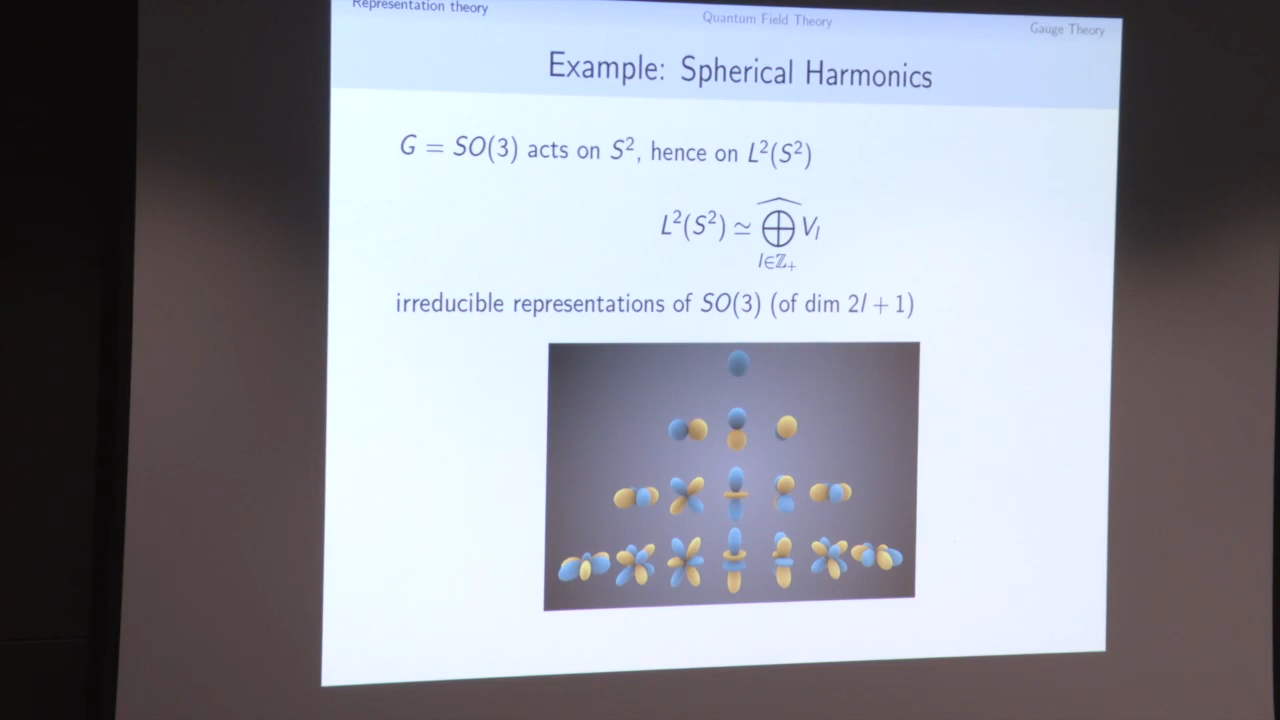 Representation theory
Quantum Field Theory
Gauge Theory
Example: Spherical Harmonics
G = SO(3) acts on S², hence on L²(S²)
L²(S²) ≃ ⨁̂ V_l
l∈ℤ₊
irreducible representations of SO(3) (of dim 2l + 1)